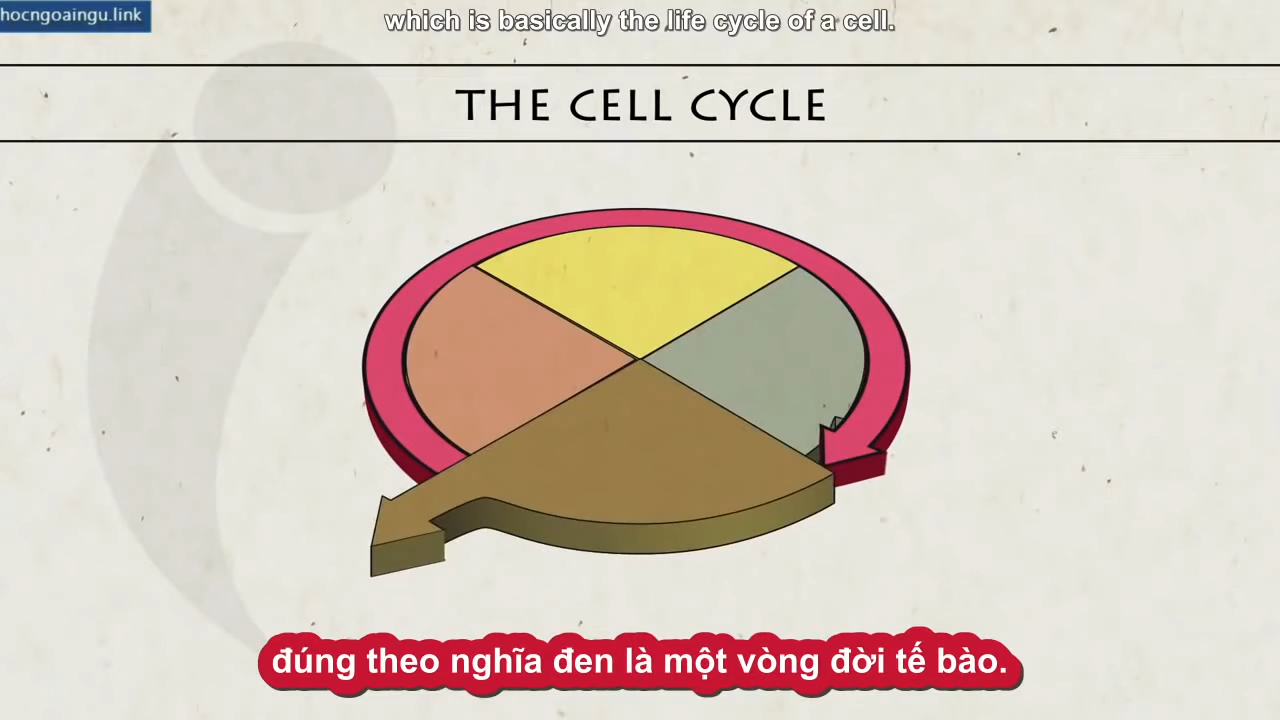 hocngoaingu.link
which is basically the life cycle of a cell.
THE CELL CYCLE
đúng theo nghĩa đen là một vòng đời tế bào.